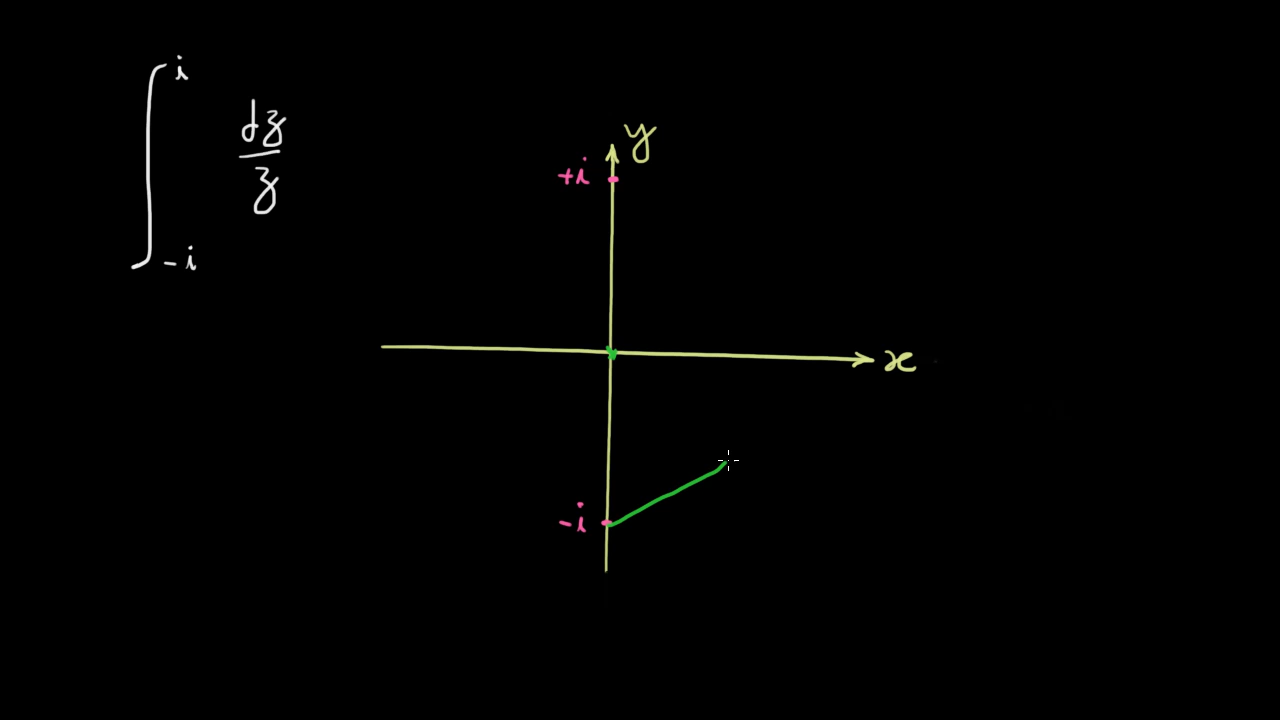 ∫_{-i}^{i} dz/z
y
+i
x
-i